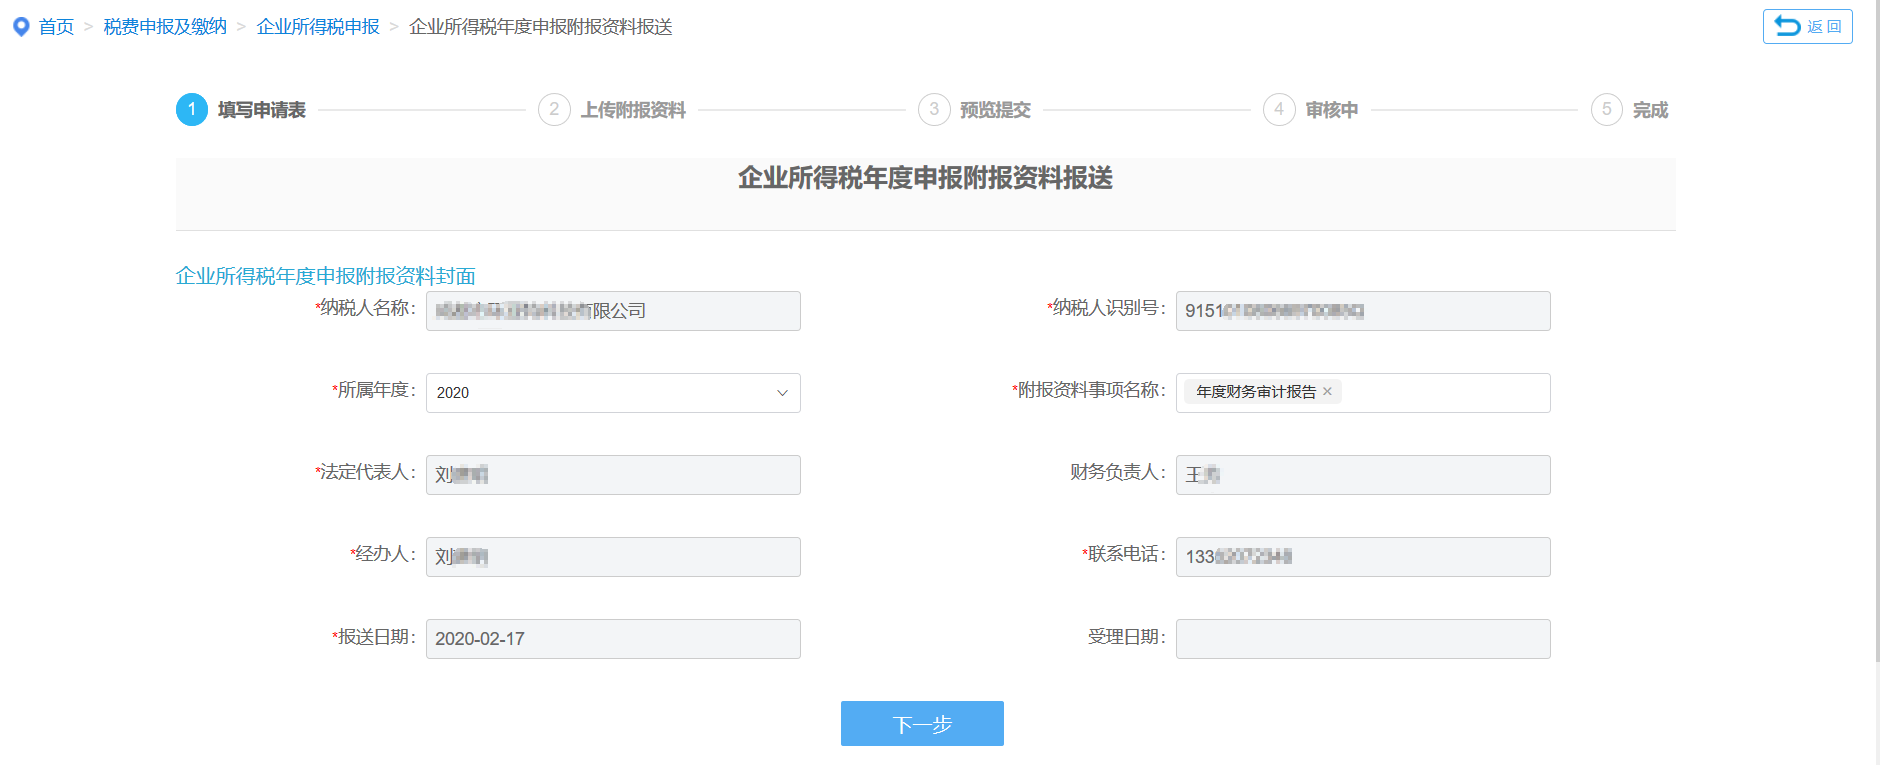 首页 > 税费申报及缴纳 > 企业所得税申报 > 企业所得税年度申报附报资料报送
返 回
1 填写申请表 2 上传附报资料 3 预览提交 4 审核中 5 完成
企业所得税年度申报附报资料报送
企业所得税年度申报附报资料封面
*纳税人名称： 有限公司 *纳税人识别号： 9151
*所属年度： 2020 *附报资料事项名称： 年度财务审计报告 ×
*法定代表人： 刘 财务负责人： 王
*经办人： 刘 *联系电话： 133
*报送日期： 2020-02-17 受理日期：
下一步